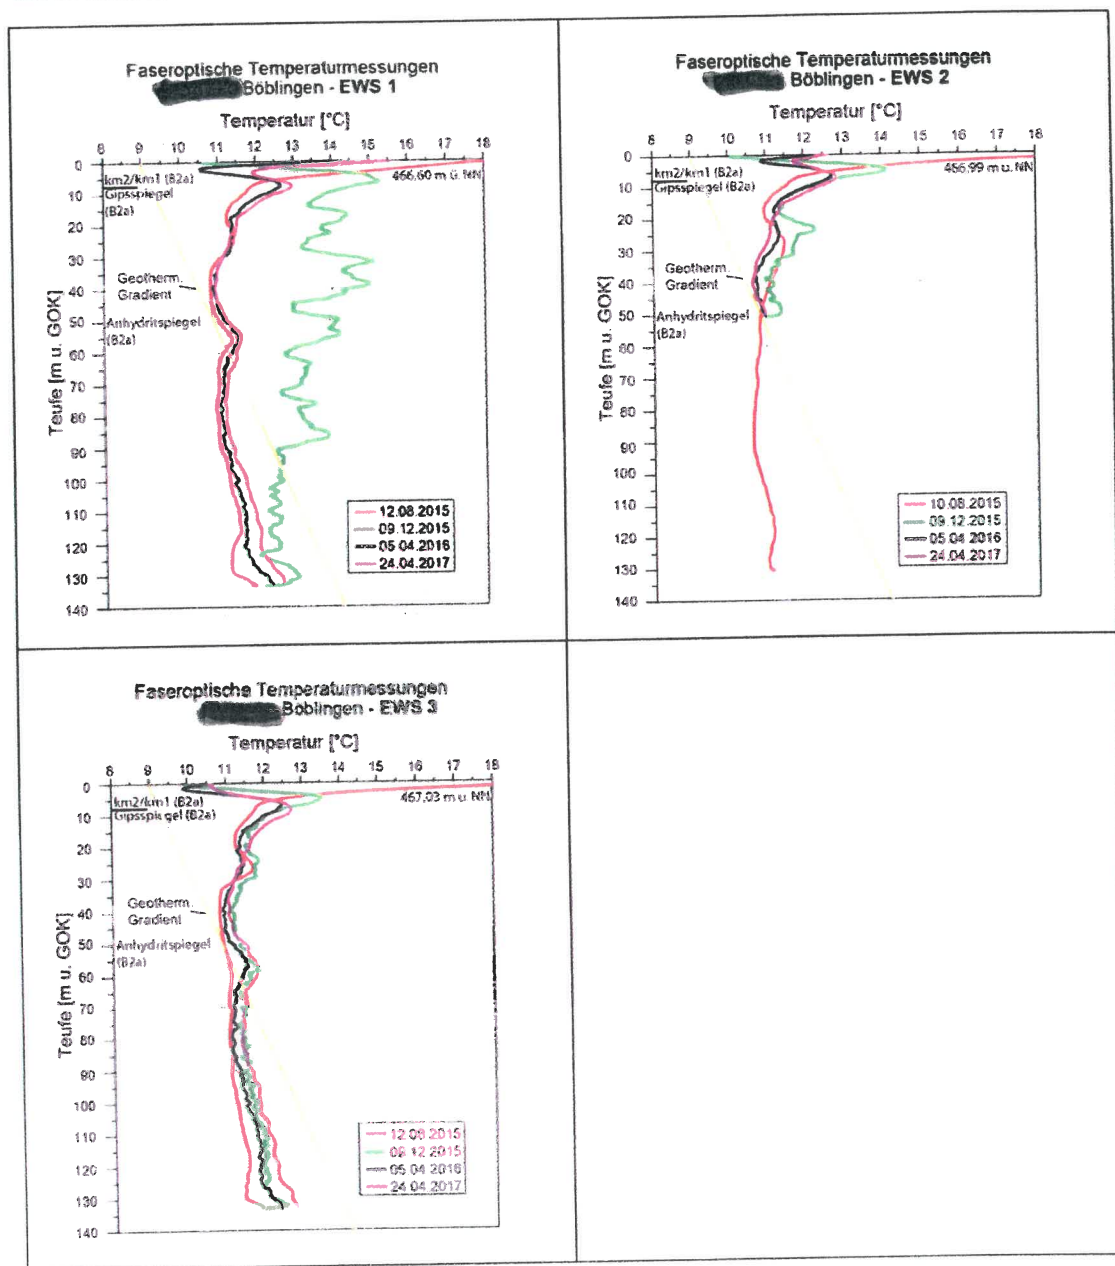 Faseroptische Temperaturmessungen
Böblingen - EWS 1
Temperatur [°C]
8 9 10 11 12 13 14 15 16 17 18
0
10
20
30
40
50
60
70
80
90
100
110
120
130
140
Teufe [m u. GOK]
km2/km1 (B2a)
Gipsspiegel
(B2a)
466,60 m ü. NN
Geotherm.
Gradient
Anhydritspiegel
(B2a)
12.08.2015
09.12.2015
05.04.2016
24.04.2017
Faseroptische Temperaturmessungen
Böblingen - EWS 2
Temperatur [°C]
8 9 10 11 12 13 14 15 16 17 18
0
10
20
30
40
50
60
70
80
90
100
110
120
130
140
Teufe [m u. GOK]
km2/km1 (B2a)
Gipsspiegel (B2a)
466,99 m u. NN
Geotherm.
Gradient
Anhydritspiegel
(B2a)
10.08.2015
09.12.2015
05.04.2016
24.04.2017
Faseroptische Temperaturmessungen
Böblingen - EWS 3
Temperatur [°C]
8 9 10 11 12 13 14 15 16 17 18
0
10
20
30
40
50
60
70
80
90
100
110
120
130
140
Teufe [m u. GOK]
km2/km1 (B2a)
Gipsspiegel (B2a)
467,03 m u. NN
Geotherm.
Gradient
Anhydritspiegel
(B2a)
12.08.2015
09.12.2015
05.04.2016
24.04.2017